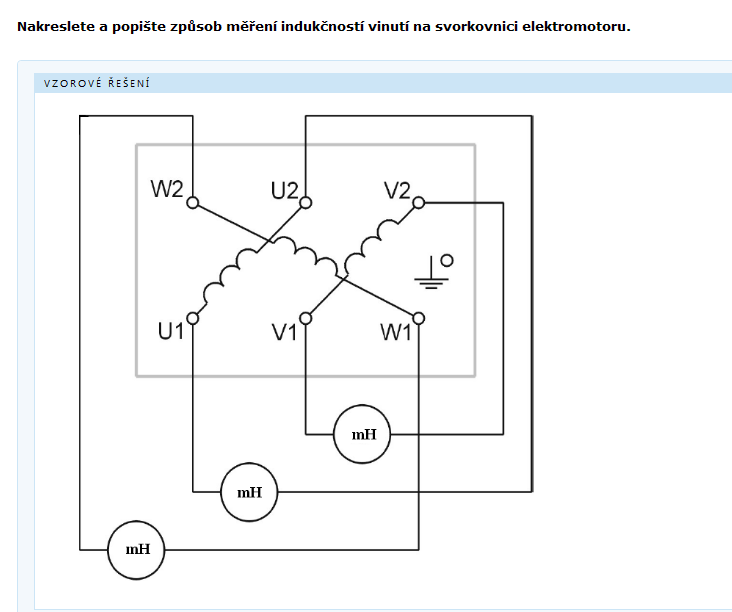 Nakreslete a popište způsob měření indukčností vinutí na svorkovnici elektromotoru.
VZOROVÉ ŘEŠENÍ
W2 U2 V2
U1 V1 W1
mH
mH
mH